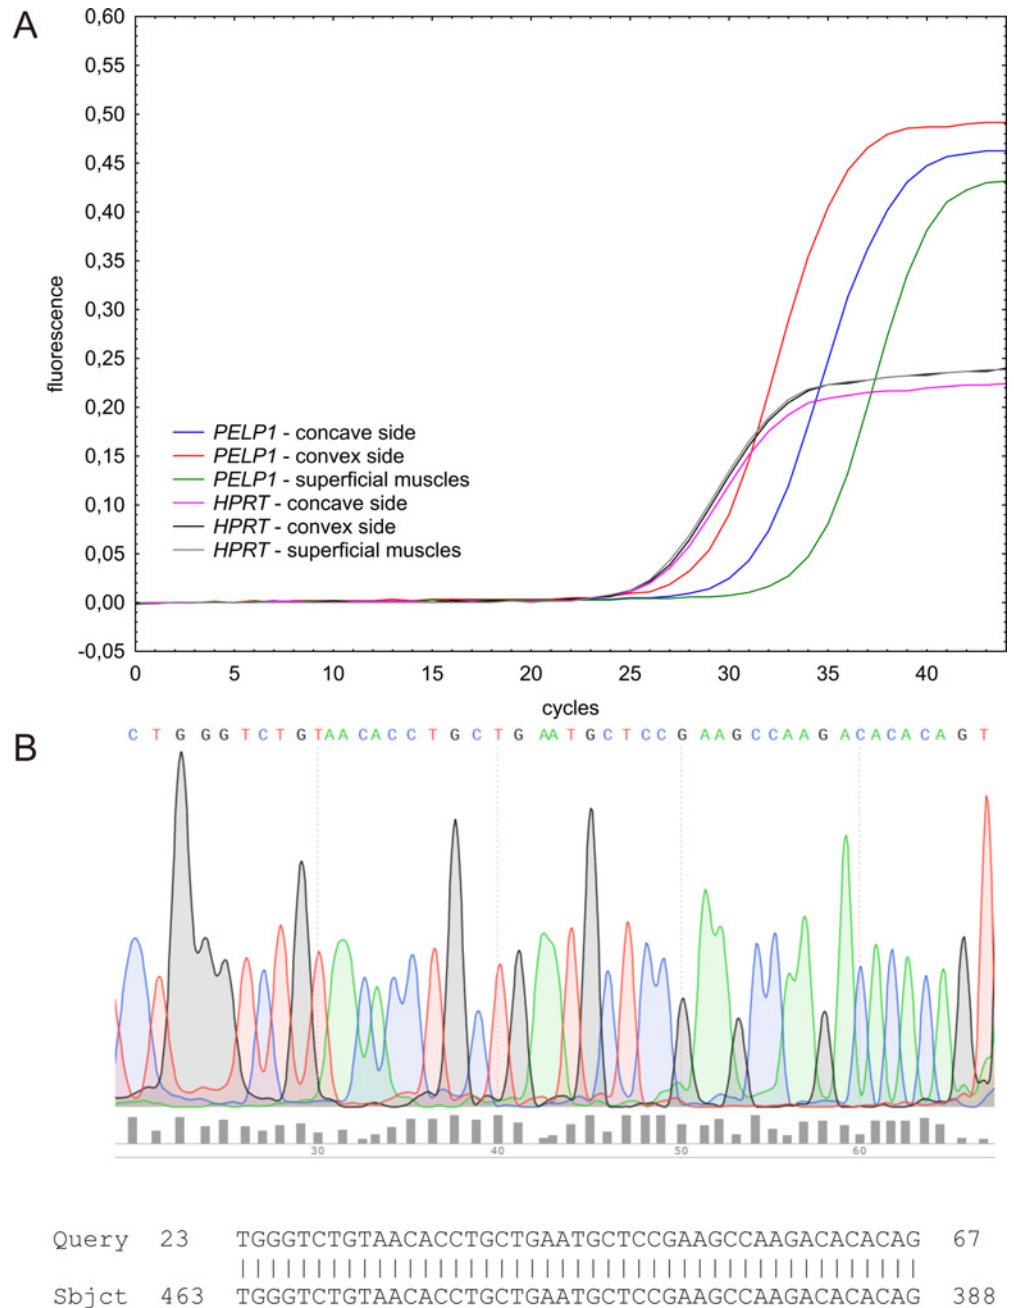 A
0,60
0,55
0,50
0,45
0,40
0,35
0,30
0,25
0,20
0,15
0,10
0,05
0,00
-0,05
fluorescence
PELP1 - concave side
PELP1 - convex side
PELP1 - superficial muscles
HPRT - concave side
HPRT - convex side
HPRT - superficial muscles
0 5 10 15 20 25 30 35 40
cycles
B
C T G G G T C T G T A A C A C C T G C T G A A T G C T C C G A A G C C A A G A C A C A C A G T
30 40 50 60
Query 23 TGGGTCTGTAACACCTGCTGAATGCTCCGAAGCCAAGACACACAG 67
Sbjct 463 TGGGTCTGTAACACCTGCTGAATGCTCCGAAGCCAAGACACACAG 388